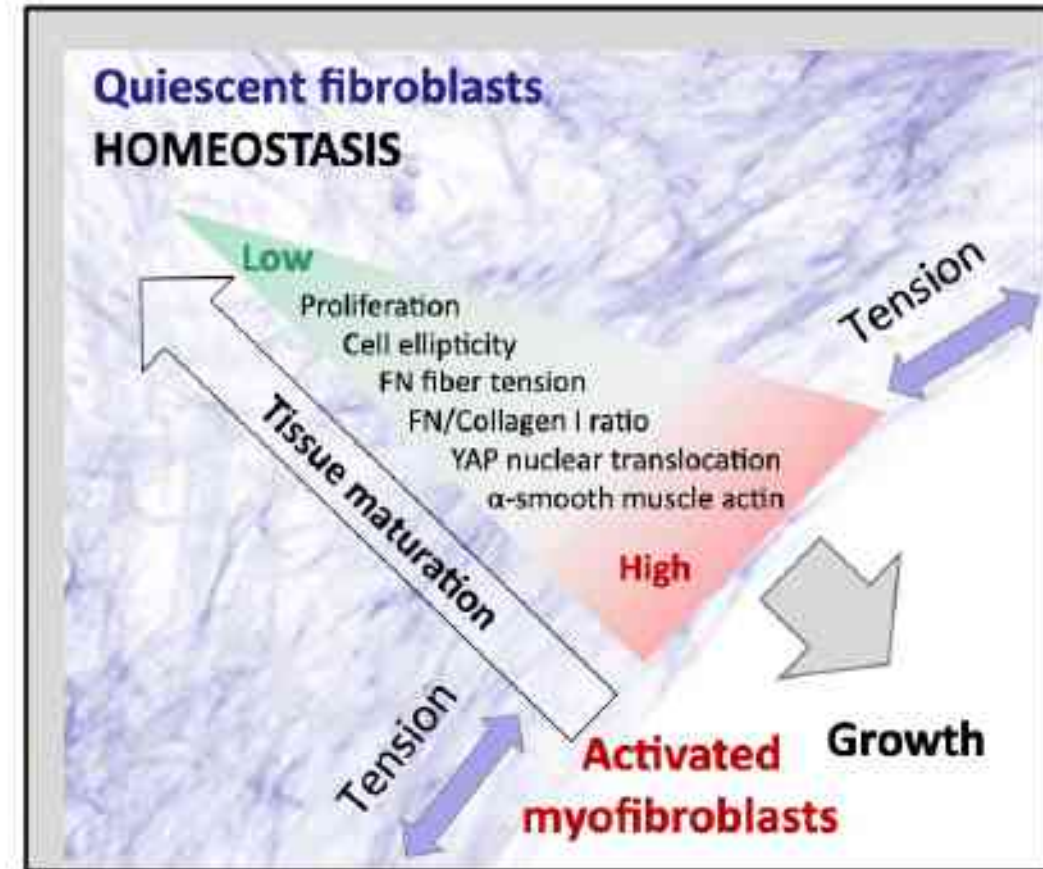 Quiescent fibroblasts
HOMEOSTASIS
Low
Proliferation
Cell ellipticity
FN fiber tension
FN/Collagen I ratio
YAP nuclear translocation
α-smooth muscle actin
High
Tension
Tissue maturation
Tension
Growth
Activated
myofibroblasts